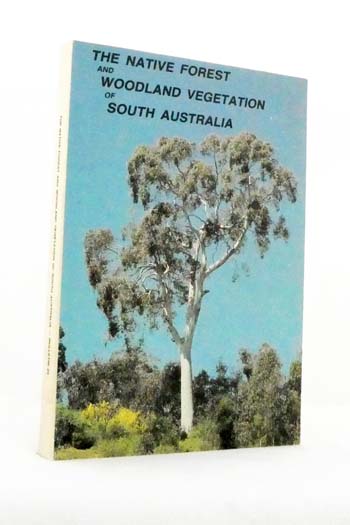 THE NATIVE FOREST
AND
WOODLAND VEGETATION
OF
SOUTH AUSTRALIA